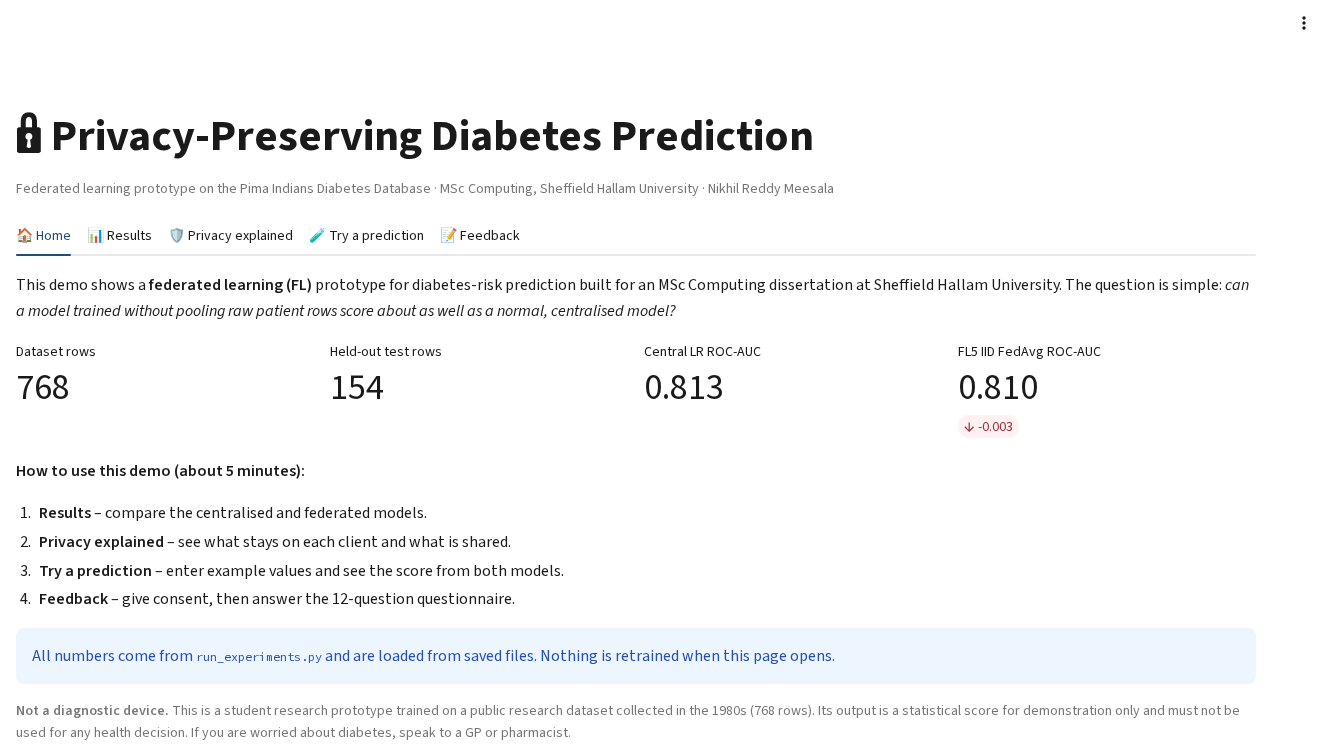 🔒 Privacy-Preserving Diabetes Prediction
Federated learning prototype on the Pima Indians Diabetes Database · MSc Computing, Sheffield Hallam University · Nikhil Reddy Meesala
🏠 Home 📊 Results 🛡️ Privacy explained 🧪 Try a prediction 📝 Feedback
This demo shows a federated learning (FL) prototype for diabetes-risk prediction built for an MSc Computing dissertation at Sheffield Hallam University. The question is simple: can
a model trained without pooling raw patient rows score about as well as a normal, centralised model?
Dataset rows
768
Held-out test rows
154
Central LR ROC-AUC
0.813
FL5 IID FedAvg ROC-AUC
0.810
↓ -0.003
How to use this demo (about 5 minutes):
1. Results – compare the centralised and federated models.
2. Privacy explained – see what stays on each client and what is shared.
3. Try a prediction – enter example values and see the score from both models.
4. Feedback – give consent, then answer the 12-question questionnaire.
All numbers come from run_experiments.py and are loaded from saved files. Nothing is retrained when this page opens.
Not a diagnostic device. This is a student research prototype trained on a public research dataset collected in the 1980s (768 rows). Its output is a statistical score for demonstration only and must not be
used for any health decision. If you are worried about diabetes, speak to a GP or pharmacist.